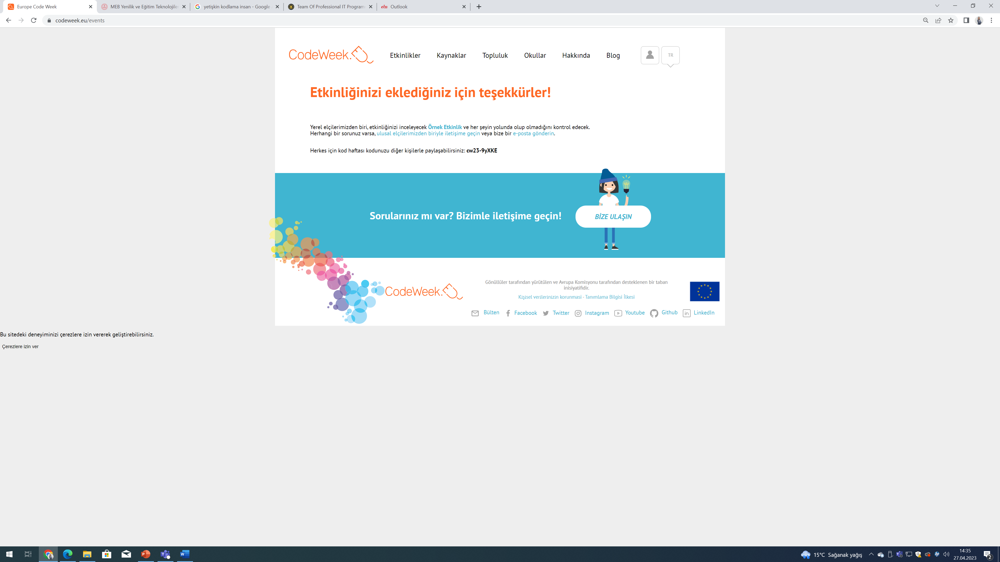 Europe Code Week
MEB Yenilik ve Eğitim Teknolojiler
yetişkin kodlama insan - Google
Team Of Professional IT Program
eba Outlook
codeweek.eu/events
CodeWeek.
Etkinlikler Kaynaklar Topluluk Okullar Hakkında Blog
TR
Etkinliğinizi eklediğiniz için teşekkürler!
Yerel elçilerimizden biri, etkinliğinizi inceleyecek Örnek Etkinlik ve her şeyin yolunda olup olmadığını kontrol edecek.
Herhangi bir sorunuz varsa, ulusal elçilerimizden biriyle iletişime geçin veya bize bir e-posta gönderin.
Herkes için kod haftası kodunuzu diğer kişilerle paylaşabilirsiniz: cw23-9yXKE
Sorularınız mı var? Bizimle iletişime geçin!
BİZE ULAŞIN
CodeWeek.
Gönüllüler tarafından yürütülen ve Avrupa Komisyonu tarafından desteklenen bir taban
inisiyatifidir.
Kişisel verilerinizin korunmasi - Tanımlama Bilgisi İlkesi
Bülten Facebook Twitter Instagram Youtube Github LinkedIn
Bu sitedeki deneyiminizi çerezlere izin vererek geliştirebilirsiniz.
Çerezlere izin ver
15°C Sağanak yağış
14:35
27.04.2023
2